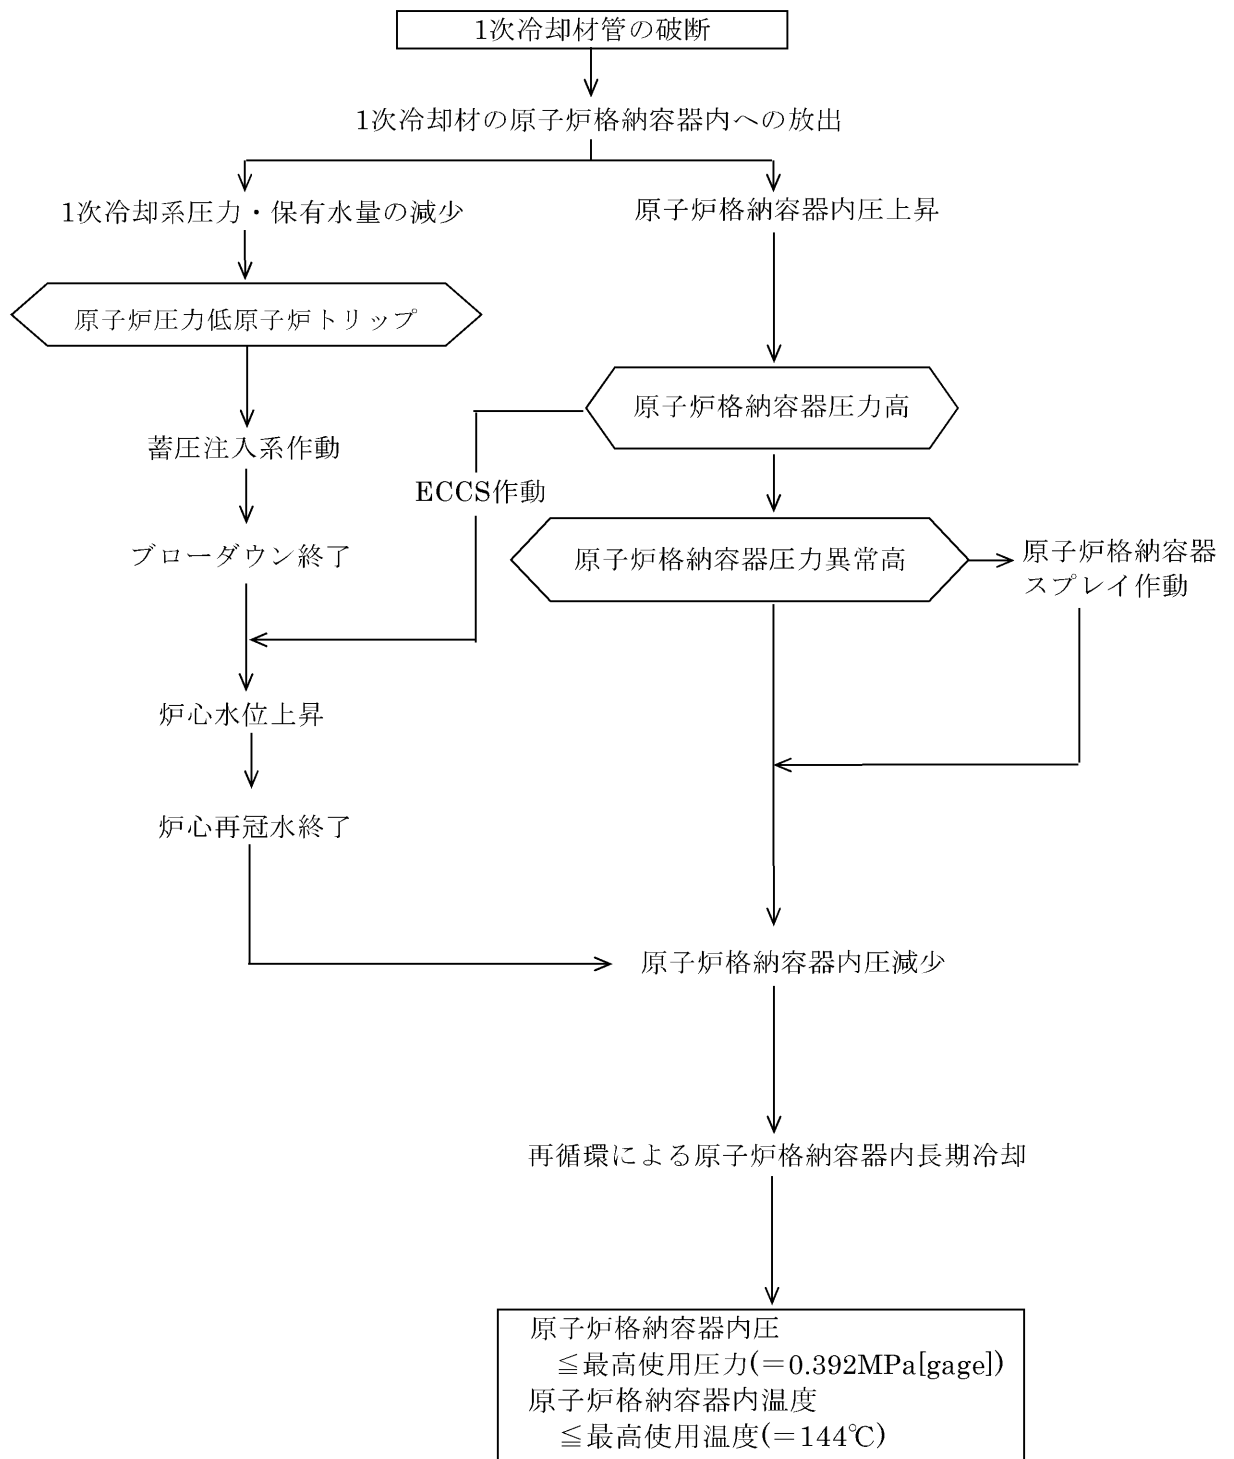 1次冷却材管の破断
1次冷却材の原子炉格納容器内への放出
1次冷却系圧力・保有水量の減少
原子炉格納容器内圧上昇
原子炉圧力低原子炉トリップ
原子炉格納容器圧力高
蓄圧注入系作動
ECCS作動
ブローダウン終了
原子炉格納容器圧力異常高
原子炉格納容器
スプレイ作動
炉心水位上昇
炉心再冠水終了
原子炉格納容器内圧減少
再循環による原子炉格納容器内長期冷却
原子炉格納容器内圧
≦最高使用圧力(=0.392MPa[gage])
原子炉格納容器内温度
≦最高使用温度(=144℃)